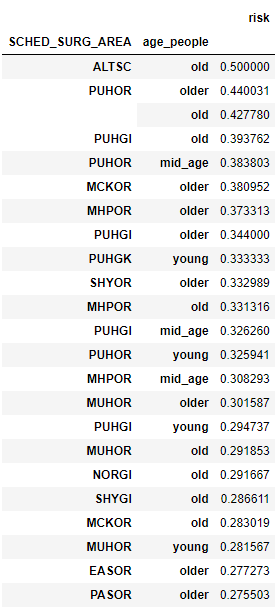 risk
SCHED_SURG_AREA age_people
ALTSC old 0.500000
PUHOR older 0.440031
old 0.427780
PUHGI old 0.393762
PUHOR mid_age 0.383803
MCKOR older 0.380952
MHPOR older 0.373313
PUHGI older 0.344000
PUHGK young 0.333333
SHYOR older 0.332989
MHPOR old 0.331316
PUHGI mid_age 0.326260
PUHOR young 0.325941
MHPOR mid_age 0.308293
MUHOR older 0.301587
PUHGI young 0.294737
MUHOR old 0.291853
NORGI old 0.291667
SHYGI old 0.286611
MCKOR old 0.283019
MUHOR young 0.281567
EASOR older 0.277273
PASOR older 0.275503